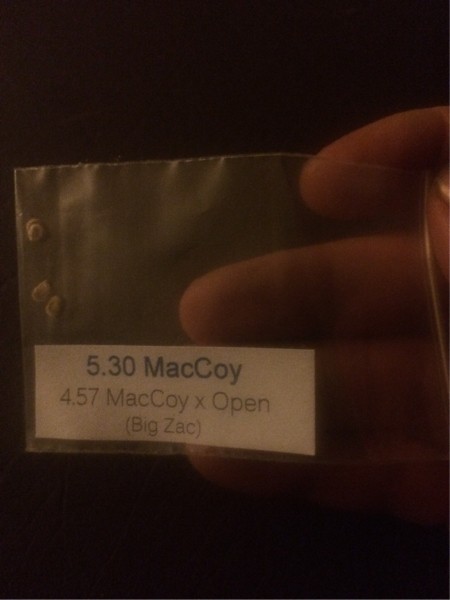 5.30 MacCoy
4.57 MacCoy x Open
(Big Zac)